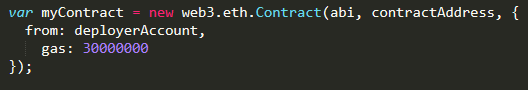 var myContract = new web3.eth.Contract(abi, contractAddress, {
from: deployerAccount,
gas: 30000000
});